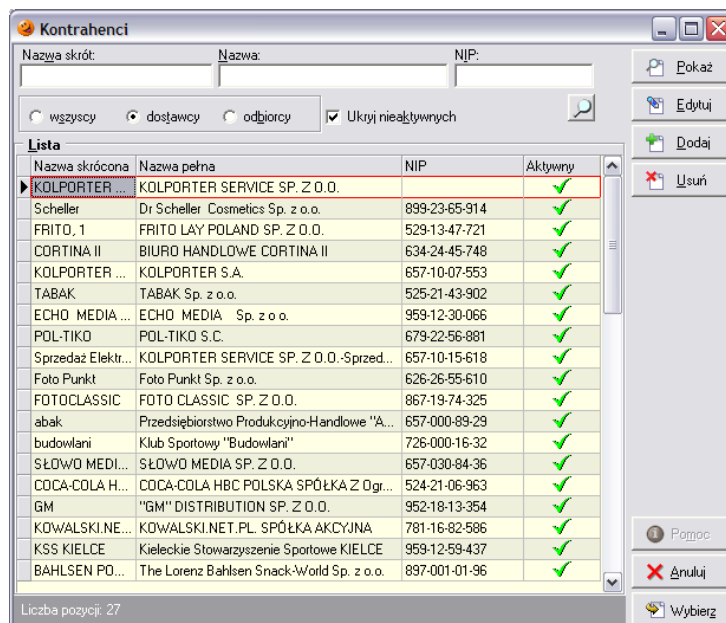 Kontrahenci
Nazwa skrót: Nazwa: NIP:
wszyscy dostawcy odbiorcy Ukryj nieaktywnych
Lista
Nazwa skrócona Nazwa pełna NIP Aktywny
KOLPORTER ... KOLPORTER SERVICE SP. Z O.O.
Scheller Dr Scheller Cosmetics Sp. z o.o. 899-23-65-914
FRITO, 1 FRITO LAY POLAND SP. Z O.O. 529-13-47-721
CORTINA II BIURO HANDLOWE CORTINA II 634-24-45-748
KOLPORTER ... KOLPORTER S.A. 657-10-07-553
TABAK TABAK Sp. z o.o. 525-21-43-902
ECHO MEDIA ... ECHO MEDIA Sp. z o o. 959-12-30-066
POL-TIKO POL-TIKO S.C. 679-22-56-881
Sprzedaż Elektr... KOLPORTER SERVICE SP. Z O.O.-Sprzed... 657-10-15-618
Foto Punkt Foto Punkt Sp. z o.o. 626-26-55-610
FOTOCLASSIC FOTO CLASSIC SP. Z O.O. 867-19-74-325
abak Przedsiębiorstwo Produkcyjno-Handlowe "A... 657-000-89-29
budowlani Klub Sportowy "Budowlani" 726-000-16-32
SŁOWO MEDI... SŁOWO MEDIA SP. Z O.O. 657-030-84-36
COCA-COLA H... COCA-COLA HBC POLSKA SPÓŁKA Z Ogr... 524-21-06-963
GM "GM" DISTRIBUTION SP. Z O.O. 952-18-13-354
KOWALSKI.NE... KOWALSKI.NET.PL. SPÓŁKA AKCYJNA 781-16-82-586
KSS KIELCE Kieleckie Stowarzyszenie Sportowe KIELCE 959-12-59-437
BAHLSEN PO... The Lorenz Bahlsen Snack-World Sp. z o.o. 897-001-01-96
Liczba pozycji: 27
Pokaż
Edytuj
Dodaj
Usuń
Pomoc
Anuluj
Wybierz